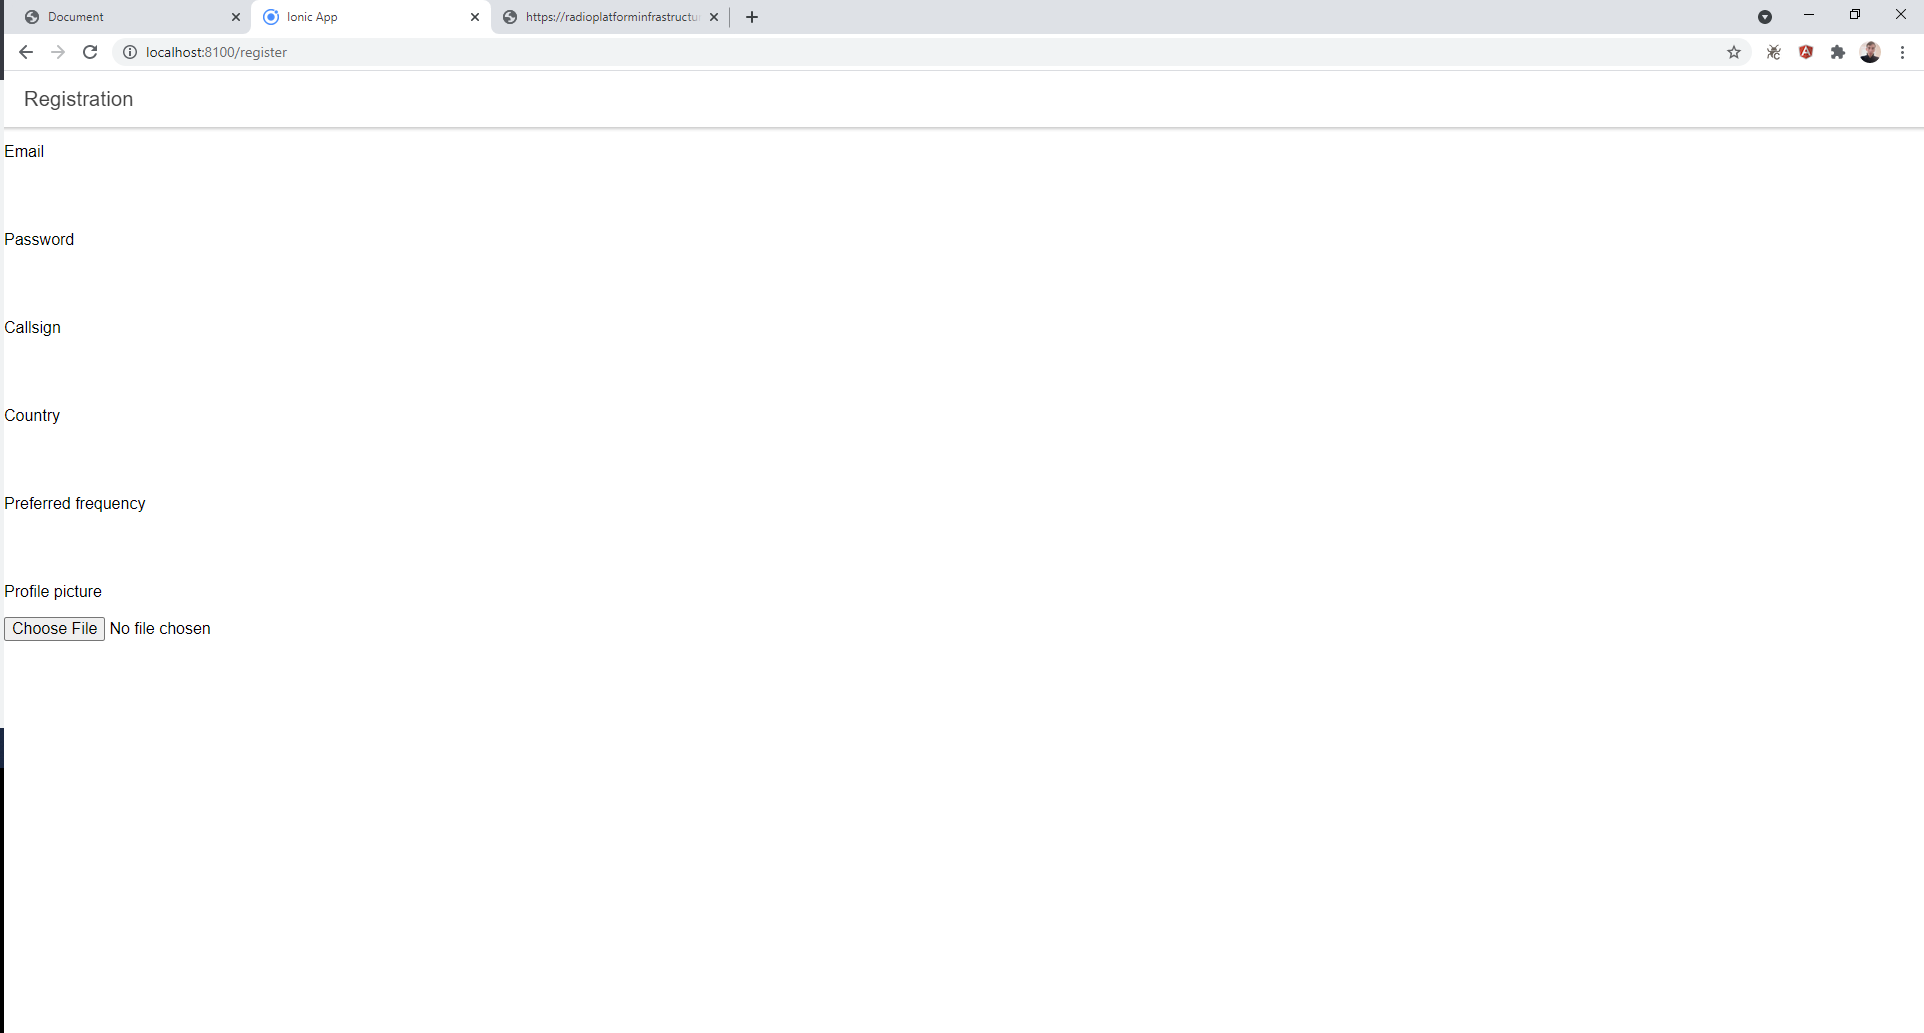 Document
Ionic App
https://radioplatforminfrastructu
localhost:8100/register
Registration
Email
Password
Callsign
Country
Preferred frequency
Profile picture
Choose File No file chosen